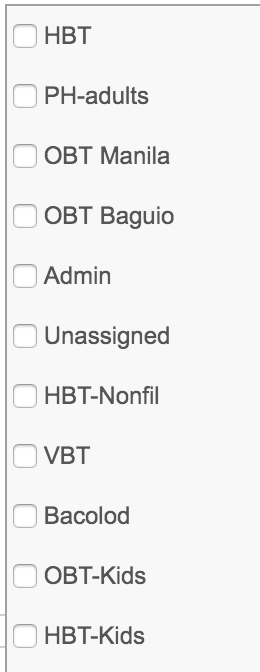 HBT
PH-adults
OBT Manila
OBT Baguio
Admin
Unassigned
HBT-Nonfil
VBT
Bacolod
OBT-Kids
HBT-Kids